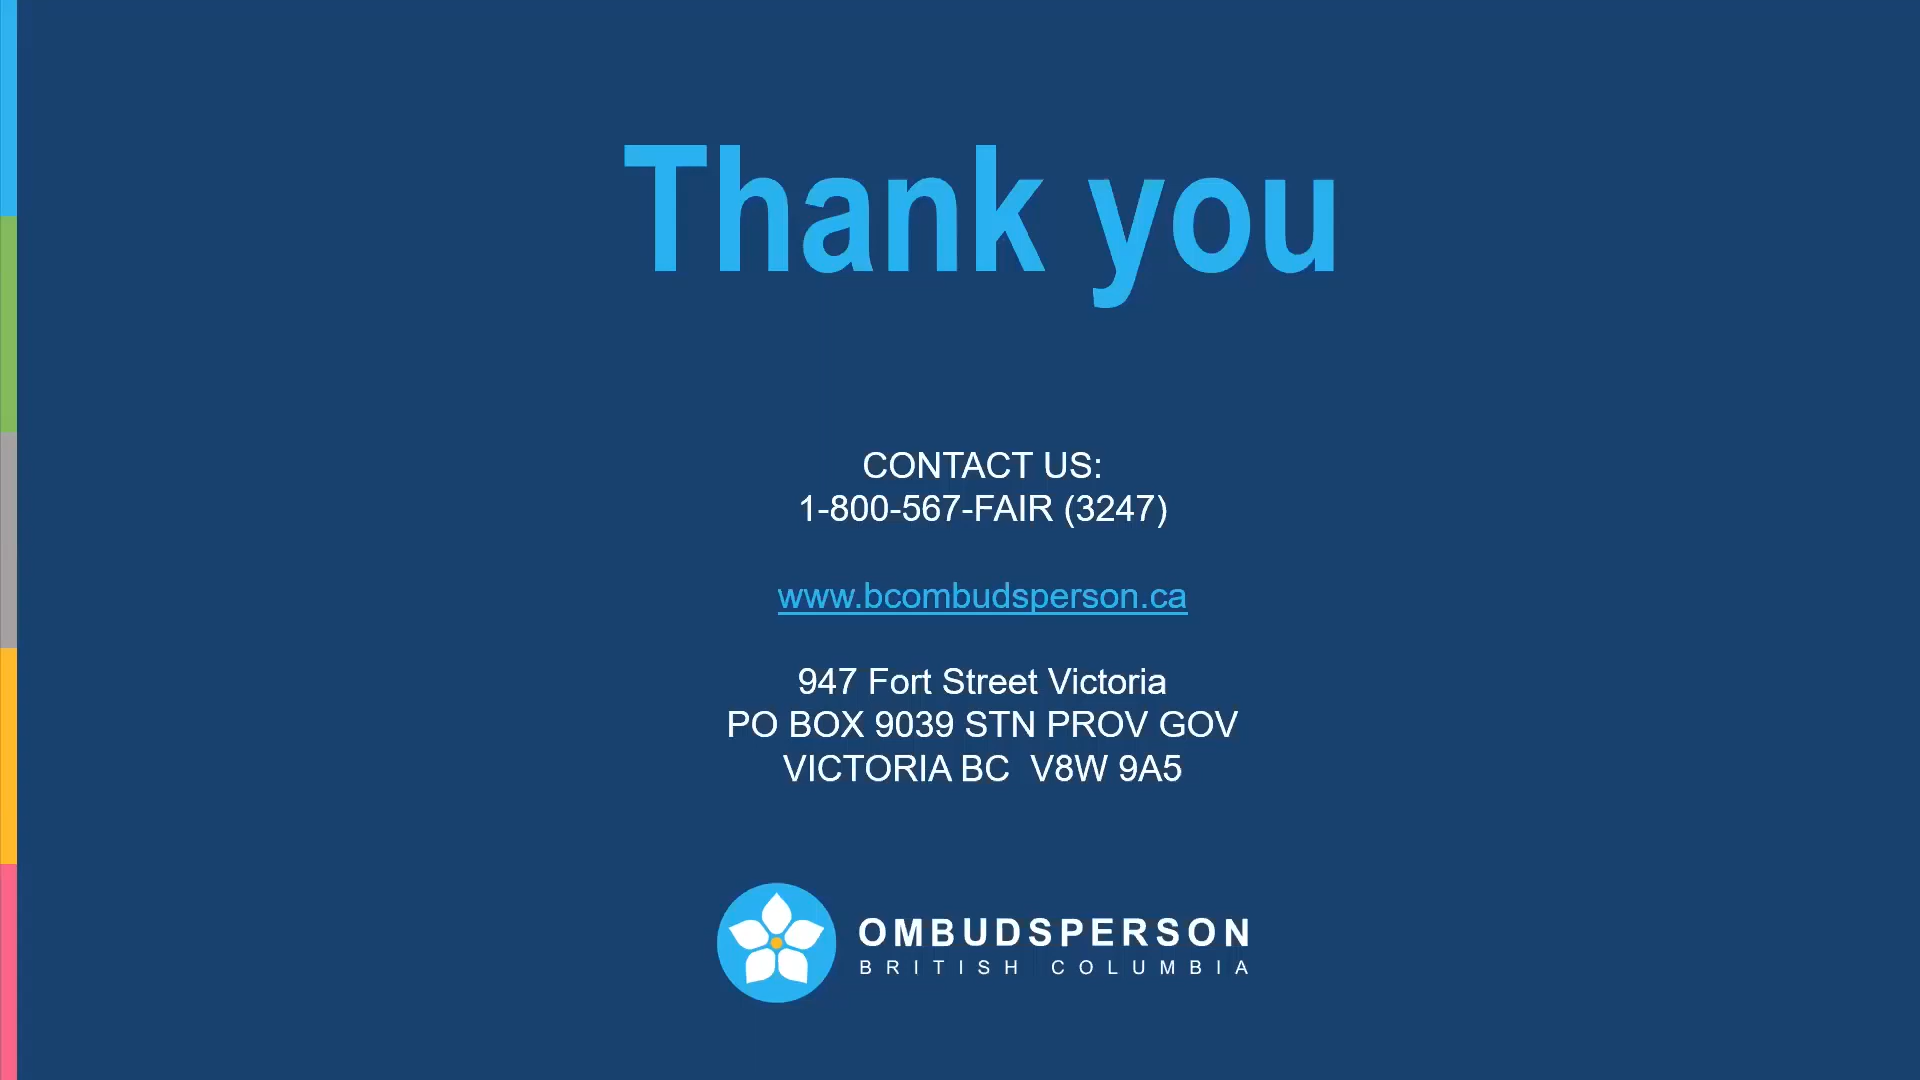 Thank you
CONTACT US:
1-800-567-FAIR (3247)
www.bcombudsperson.ca
947 Fort Street Victoria
PO BOX 9039 STN PROV GOV
VICTORIA BC  V8W 9A5
OMBUDSPERSON
BRITISH COLUMBIA